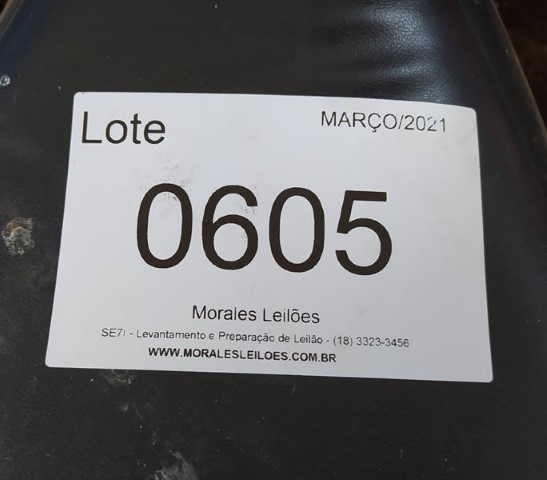 Lote
MARÇO/2021
0605
Morales Leilões
SE7I - Levantamento e Preparação de Leilão - (18) 3323-3456
WWW.MORALESLEILOES.COM.BR